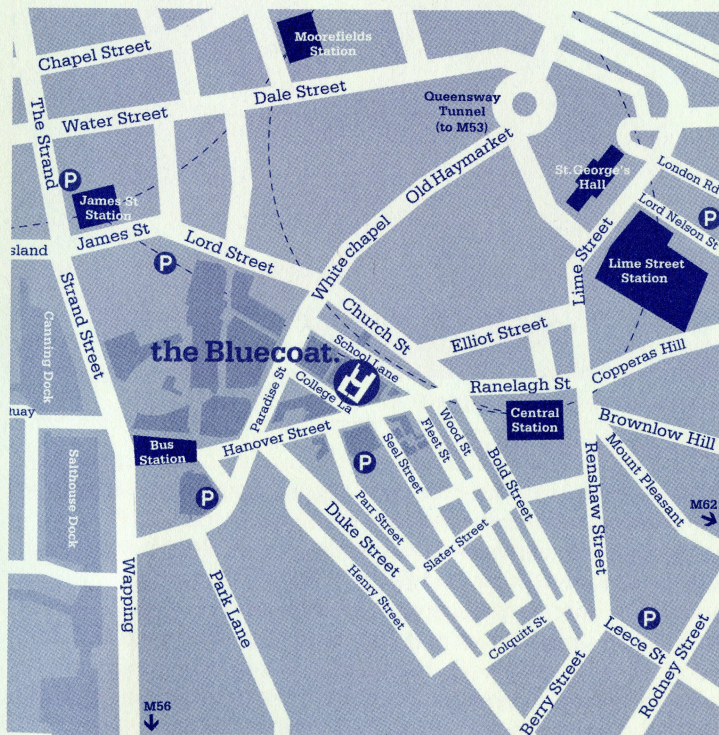 Chapel Street
Moorefields
Station
The Strand
Water Street
Dale Street
Queensway
Tunnel
(to M53)
Old Haymarket
St.George's
Hall
London Rd
P
James St
Station
Lord Nelson St
P
James St
sland
Lord Street
White chapel
Lime Street
Lime Street
Station
P
Strand Street
Canning Dock
Church St
Elliot Street
the Bluecoat.
School Lane
College La
Copperas Hill
Ranelagh St
Paradise St
Quay
Bus
Station
Hanover Street
Central
Station
Brownlow Hill
Mount Pleasant
Wood St
Fleet St
Seel Street
Bold Street
Renshaw Street
Salthouse Dock
P
P
Parr Street
Duke Street
Slater Street
M62
Henry Street
Wapping
Park Lane
Colquitt St
P
Leece St
Rodney Street
Berry Street
M56